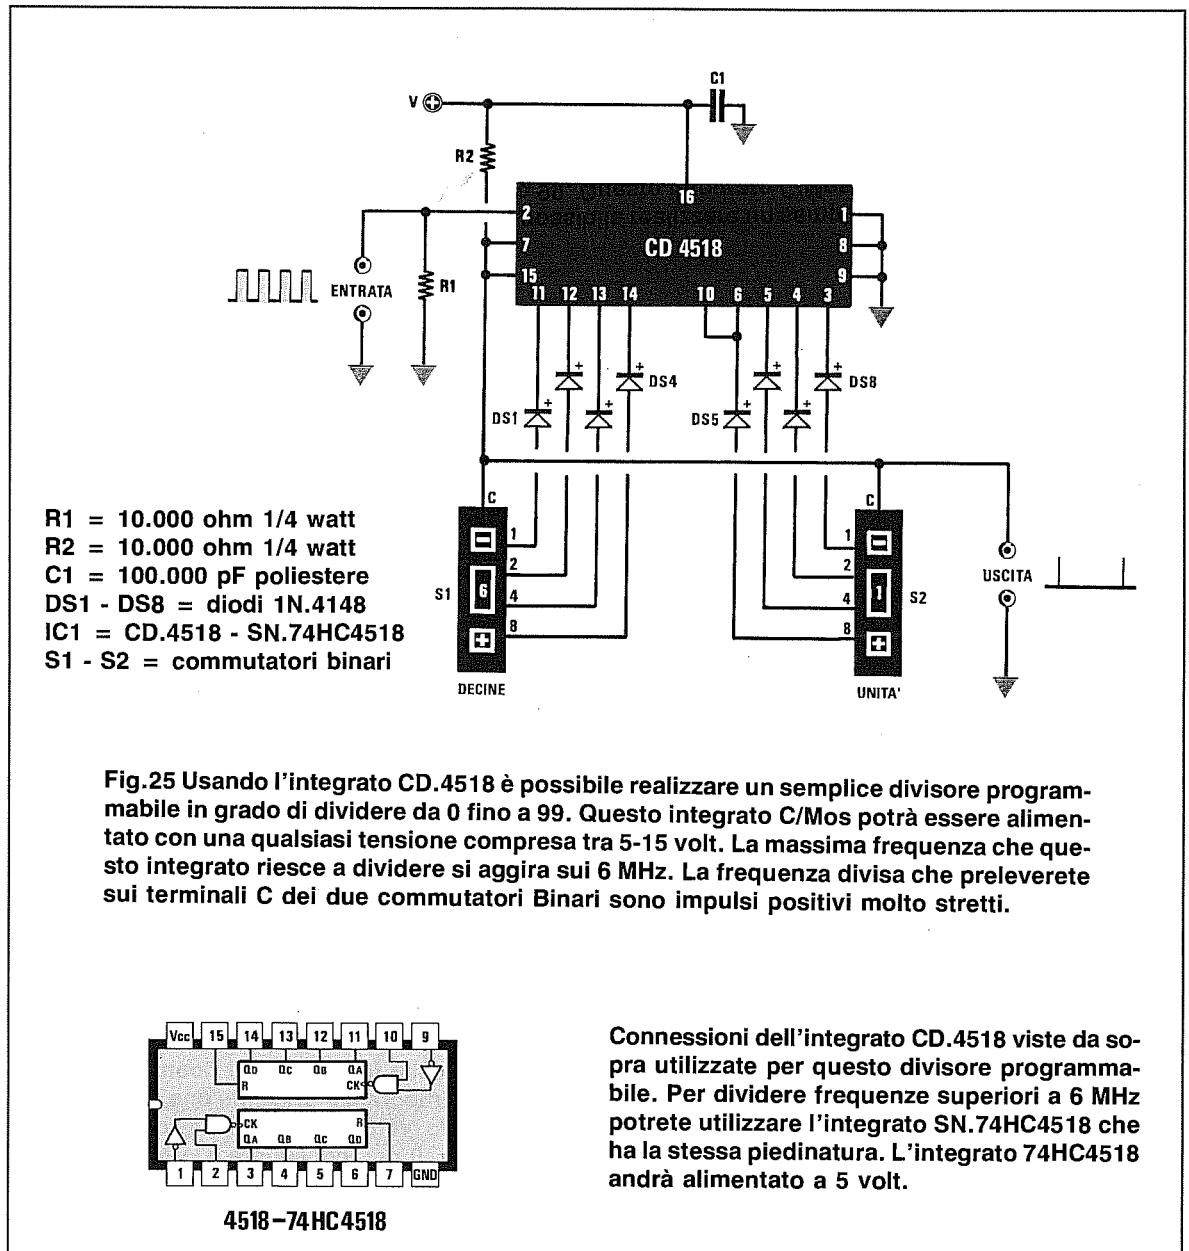 C1
V
R2
16
2
1
CD 4518
7
8
15
9
ENTRATA
R1
11 12 13 14 10 6 5 4 3
+ + + +
DS4
DS8
+ + + +
DS1
DS5
C
C
R1 = 10.000 ohm 1/4 watt
R2 = 10.000 ohm 1/4 watt
C1 = 100.000 pF poliestere
DS1 - DS8 = diodi 1N.4148
IC1 = CD.4518 - SN.74HC4518
S1 - S2 = commutatori binari
1
2
4
8
S1
6
- +
DECINE
1
2
4
8
S2
1
- +
UNITA'
USCITA
Fig.25 Usando l'integrato CD.4518 è possibile realizzare un semplice divisore program-
mabile in grado di dividere da 0 fino a 99. Questo integrato C/Mos potrà essere alimen-
tato con una qualsiasi tensione compresa tra 5-15 volt. La massima frequenza che que-
sto integrato riesce a dividere si aggira sui 6 MHz. La frequenza divisa che preleverete
sui terminali C dei due commutatori Binari sono impulsi positivi molto stretti.
Vcc 15 14 13 12 11 10 9
QD QC QB QA
R CK
CK R
QA QB QC QD
1 2 3 4 5 6 7 GND
4518-74HC4518
Connessioni dell'integrato CD.4518 viste da so-
pra utilizzate per questo divisore programma-
bile. Per dividere frequenze superiori a 6 MHz
potrete utilizzare l'integrato SN.74HC4518 che
ha la stessa piedinatura. L'integrato 74HC4518
andrà alimentato a 5 volt.